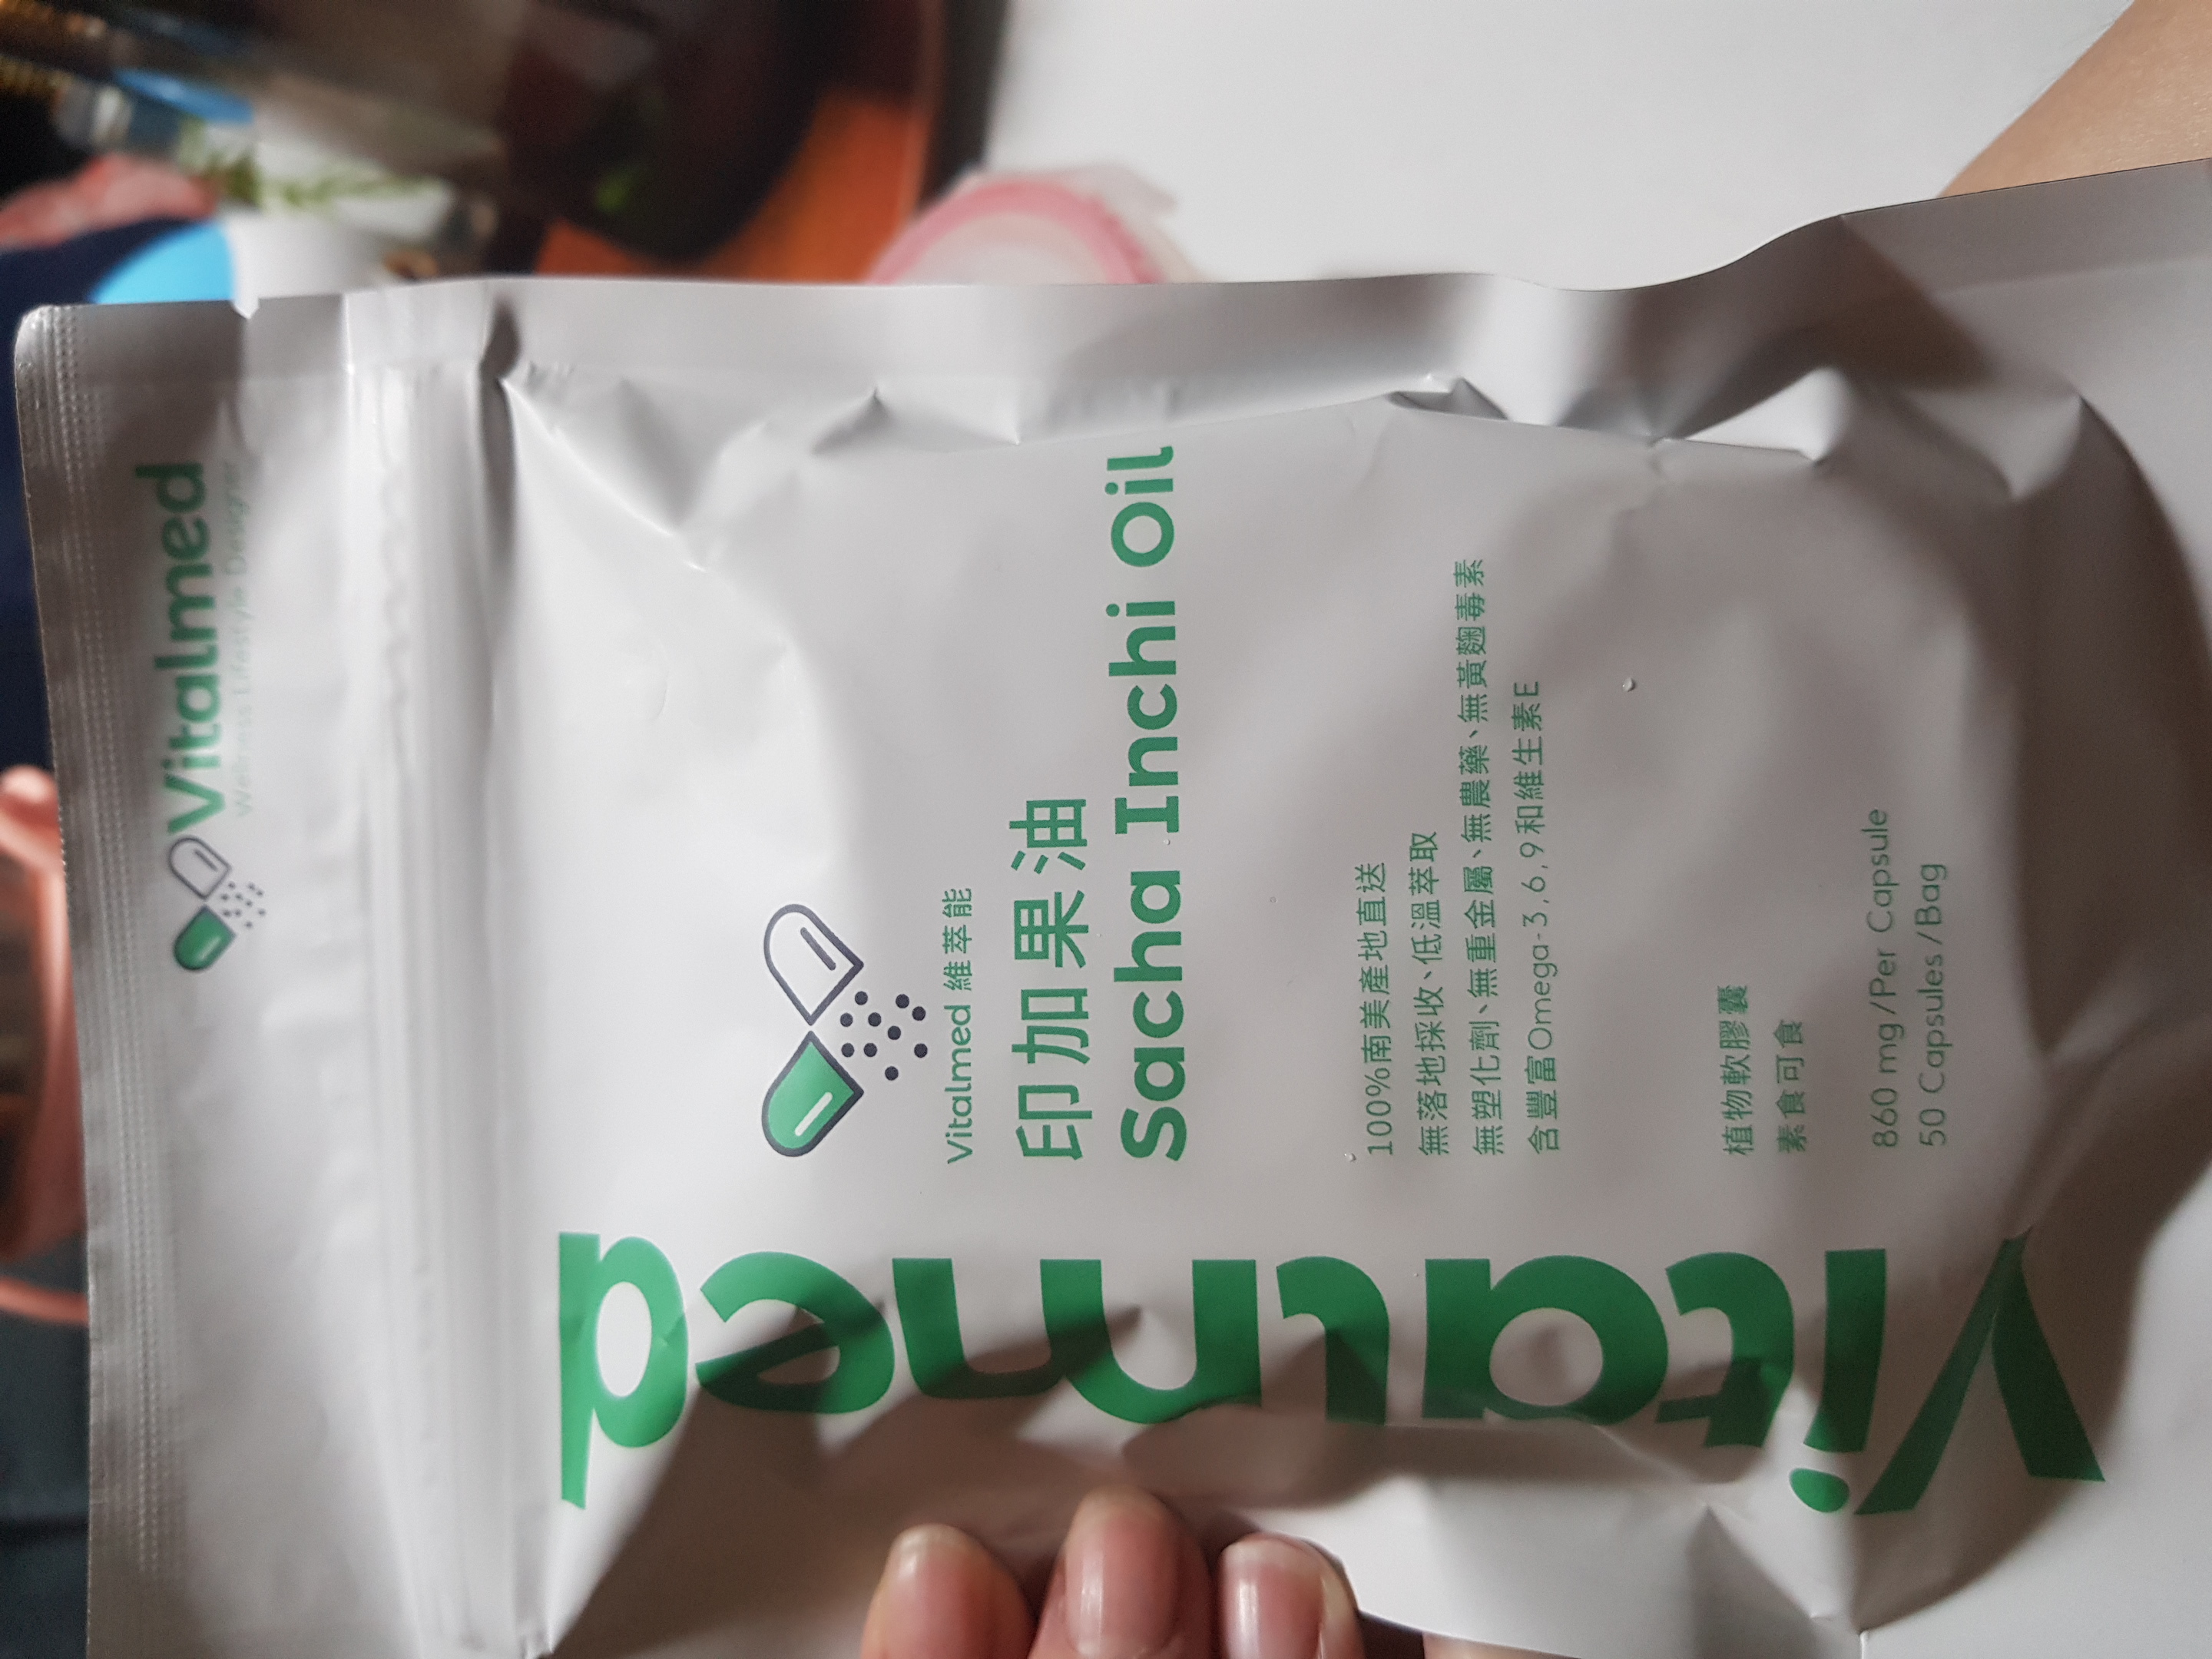 Vitalmed
Wellness Lifestyle Designer
Vitalmed 維萃能
印加果油
Sacha Inchi Oil
100%南美產地直送
無落地採收、低溫萃取
無塑化劑、無重金屬、無農藥、無黃麴毒素
含豐富Omega-3,6,9和維生素E
植物軟膠囊
素食可食
860 mg/Per Capsule
50 Capsules/Bag
Vitalmed